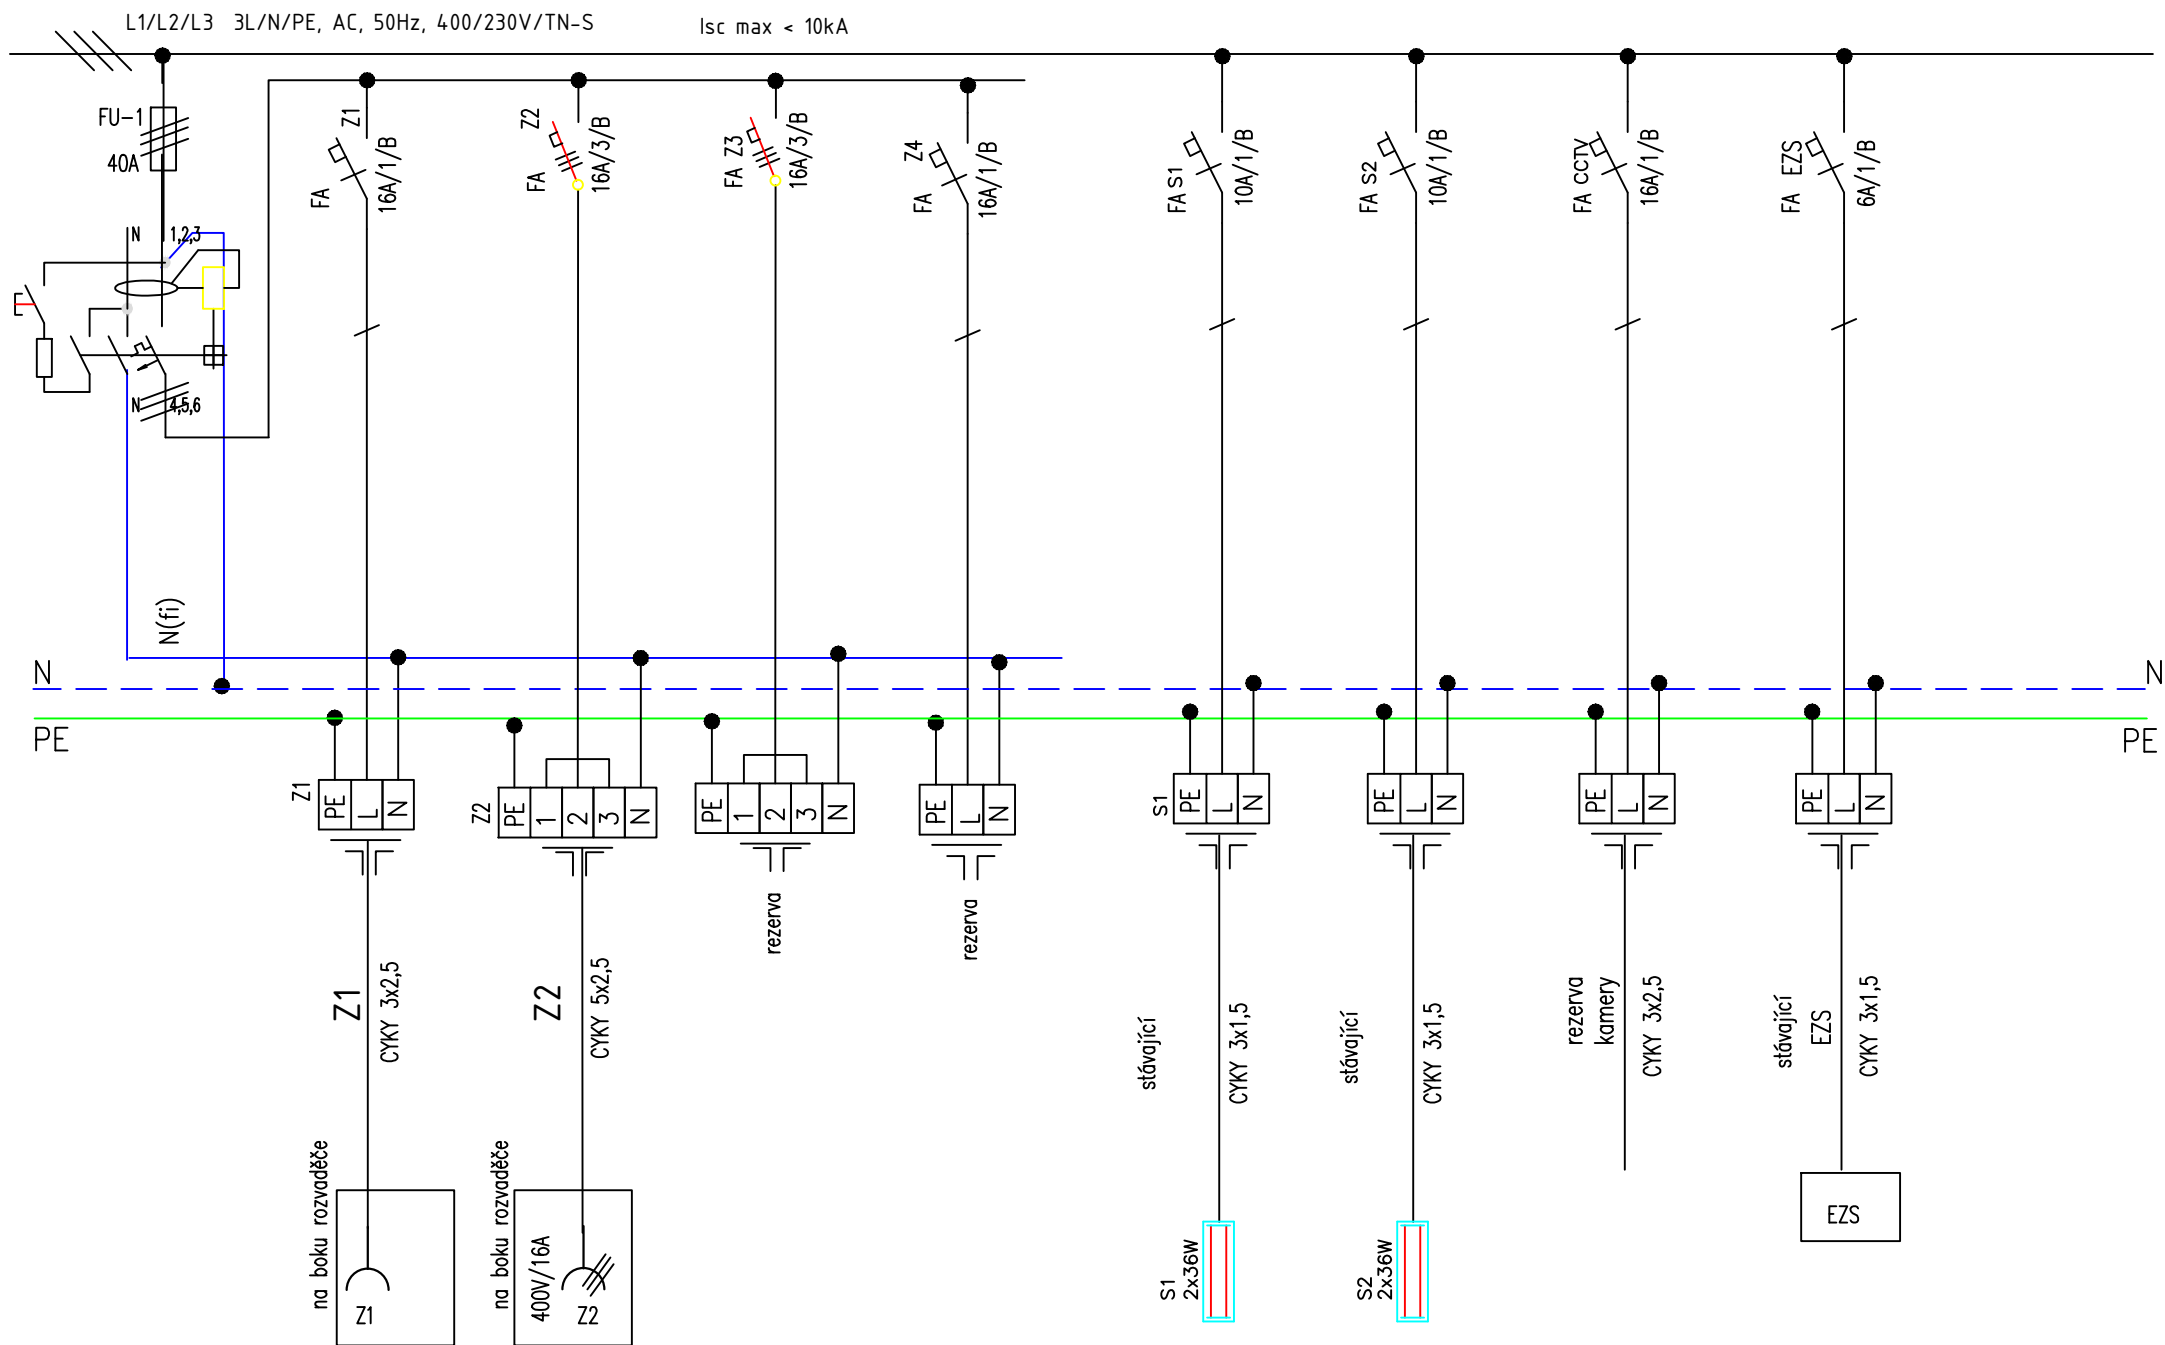 L1/L2/L3 3L/N/PE, AC, 50Hz, 400/230V/TN-S
Isc max < 10kA
FU-1
40A
FA Z1
16A/1/B
FA Z2
16A/3/B
FA Z3
16A/3/B
FA Z4
16A/1/B
FA S1
10A/1/B
FA S2
10A/1/B
FA CCTV
16A/1/B
FA EZS
6A/1/B
N 1,2,3
N 4,5,6
N(fi)
N
N
PE
PE
Z1
PE L N
Z2
PE 1 2 3 N
PE 1 2 3 N
PE L N
S1
PE L N
PE L N
PE L N
PE L N
rezerva
rezerva
Z1
CYKY 3x2,5
Z2
CYKY 5x2,5
stávající
CYKY 3x1,5
stávající
CYKY 3x1,5
rezerva
kamery
CYKY 3x2,5
stávající
EZS
CYKY 3x1,5
na boku rozvaděče
Z1
na boku rozvaděče
400V/16A
Z2
S1
2x36W
S2
2x36W
EZS